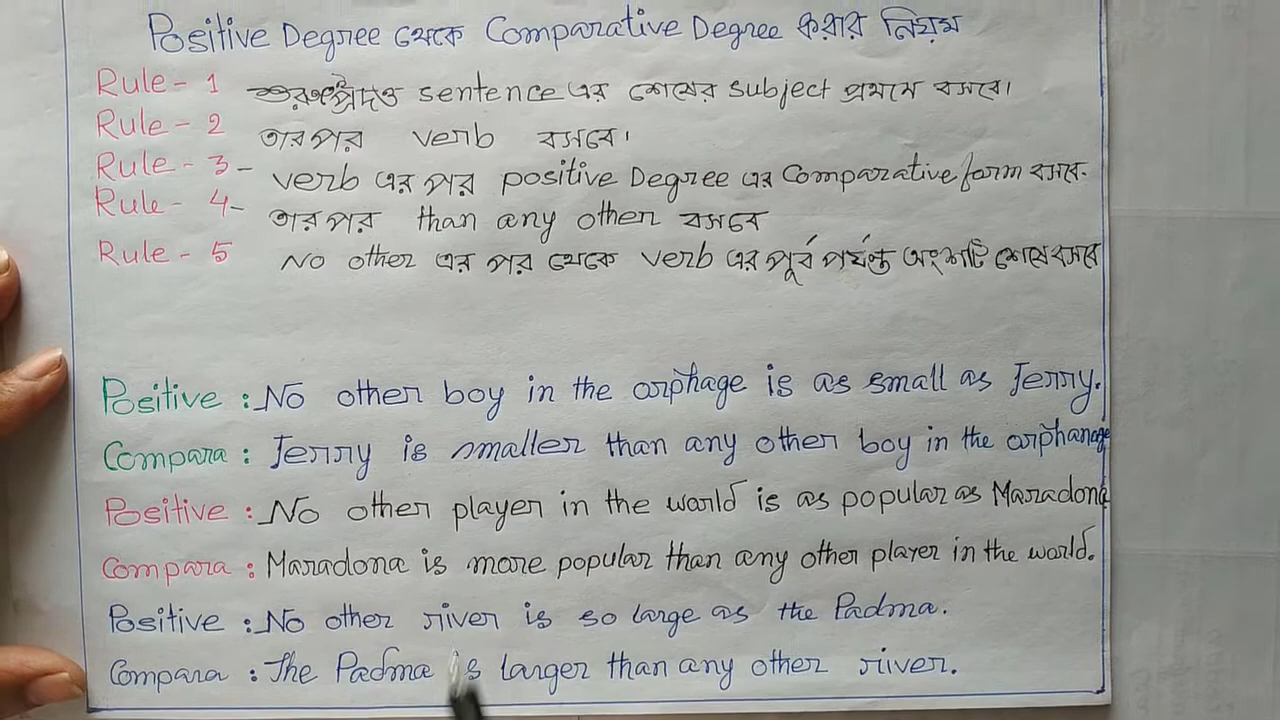 Positive Degree থেকে Comparative Degree করার নিয়ম
Rule - 1 প্রদত্ত sentence এর শেষের subject প্রথমে বসবে।
Rule - 2 তারপর verb বসবে।
Rule - 3 - verb এর পর positive Degree এর Comparative form বসবে.
Rule - 4 - তারপর than any other বসবে
Rule - 5 No other এর পর থেকে verb এর পূর্ব পর্যন্ত অংশটি শেষে বসবে
Positive : No other boy in the orphage is as small as Jerry.
Compara : Jerry is smaller than any other boy in the orphanage
Positive : No other player in the world is as popular as Maradona
Compara : Maradona is more popular than any other player in the world.
Positive : No other river is so large as the Padma.
Compara : The Padma is larger than any other river.